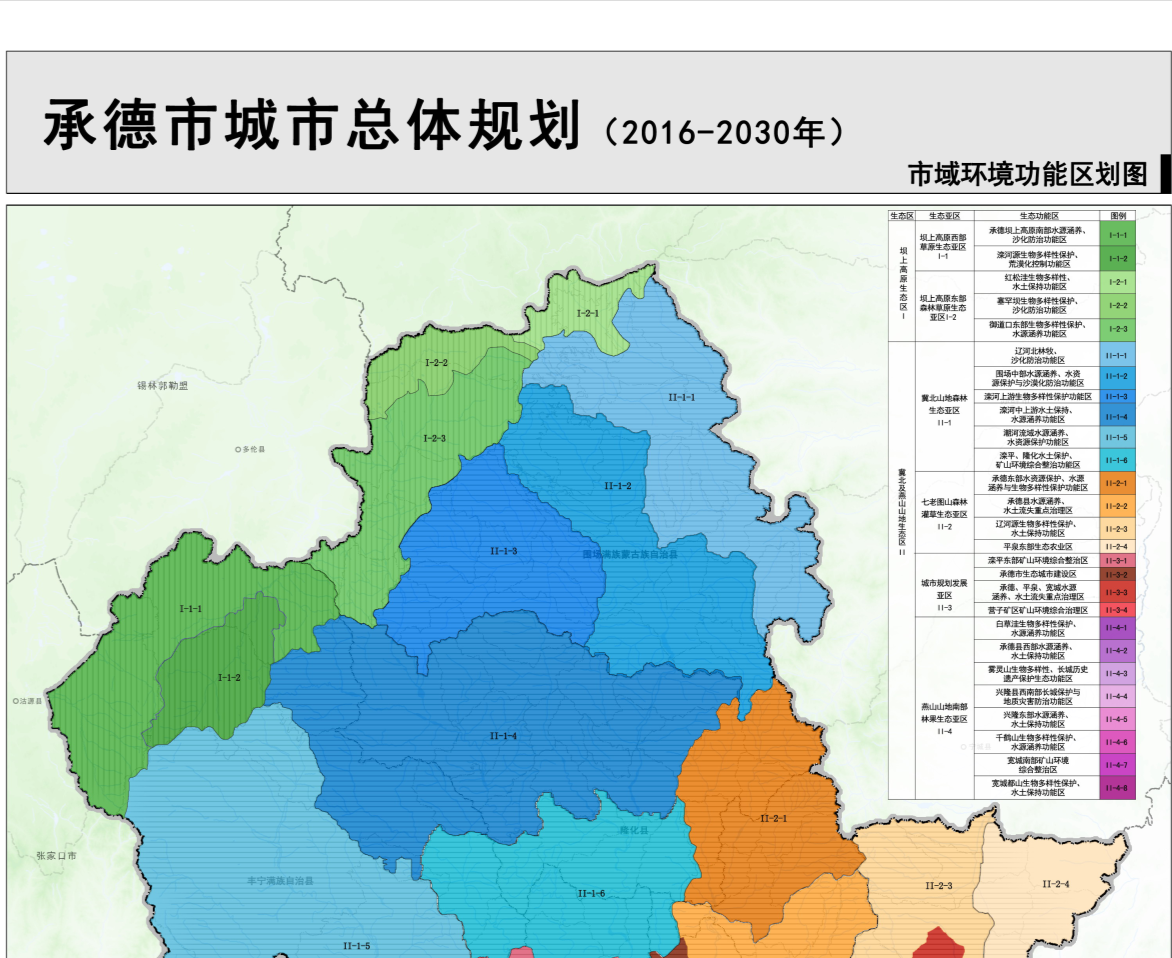 承德市城市总体规划（2016-2030年）
市域环境功能区划图
生态区 生态亚区 生态功能区 图例
坝上高原生态区
I
坝上高原西部
草原生态亚区
I-1
承德坝上高原南部水源涵养、
沙化防治功能区
I-1-1
滦河源生物多样性保护、
荒漠化控制功能区
I-1-2
坝上高原东部
森林草原生态
亚区I-2
红松洼生物多样性、
水土保持功能区
I-2-1
塞罕坝生物多样性保护、
沙化防治功能区
I-2-2
御道口东部生物多样性保护、
水源涵养功能区
I-2-3
冀北及燕山山地生态区
II
冀北山地森林
生态亚区
II-1
辽河北林牧、
沙化防治功能区
II-1-1
围场中部水源涵养、水资
源保护与沙漠化防治功能区
II-1-2
滦河上游生物多样性保护功能区
II-1-3
滦河中上游水土保持、
水源涵养功能区
II-1-4
潮河流域水源涵养、
水资源保护功能区
II-1-5
滦平、隆化水土保护、
矿山环境综合整治功能区
II-1-6
七老图山森林
灌草生态亚区
II-2
承德东部水资源保护、水源
涵养与生物多样性保护功能区
II-2-1
承德县水源涵养、
水土流失重点治理区
II-2-2
辽河源生物多样性保护、
水土保持功能区
II-2-3
平泉东部生态农业区
II-2-4
城市规划发展
亚区
II-3
滦平东部矿山环境综合整治区
II-3-1
承德市生态城市建设区
II-3-2
承德、平泉、宽城水源
涵养、水土流失重点治理区
II-3-3
营子矿区矿山环境综合治理区
II-3-4
燕山山地南部
林果生态亚区
II-4
白草洼生物多样性保护、
水源涵养功能区
II-4-1
承德县西部水源涵养、
水土保持功能区
II-4-2
雾灵山生物多样性、长城历史
遗产保护生态功能区
II-4-3
兴隆县西南部长城保护与
地质灾害防治功能区
II-4-4
兴隆东部水源涵养、
水土保持功能区
II-4-5
千鹤山生物多样性保护、
水源涵养功能区
II-4-6
宽城南部矿山环境
综合整治区
II-4-7
宽城都山生物多样性保护、
水土保持功能区
II-4-8
I-2-1
I-2-2
锡林郭勒盟
II-1-1
I-2-3
多伦县
II-1-2
II-1-3
围场满族蒙古族自治县
I-1-1
I-1-2
沽源县
II-1-4
宁城县
II-2-1
隆化县
张家口市
丰宁满族自治县
II-1-6
II-2-3
II-2-4
II-1-5